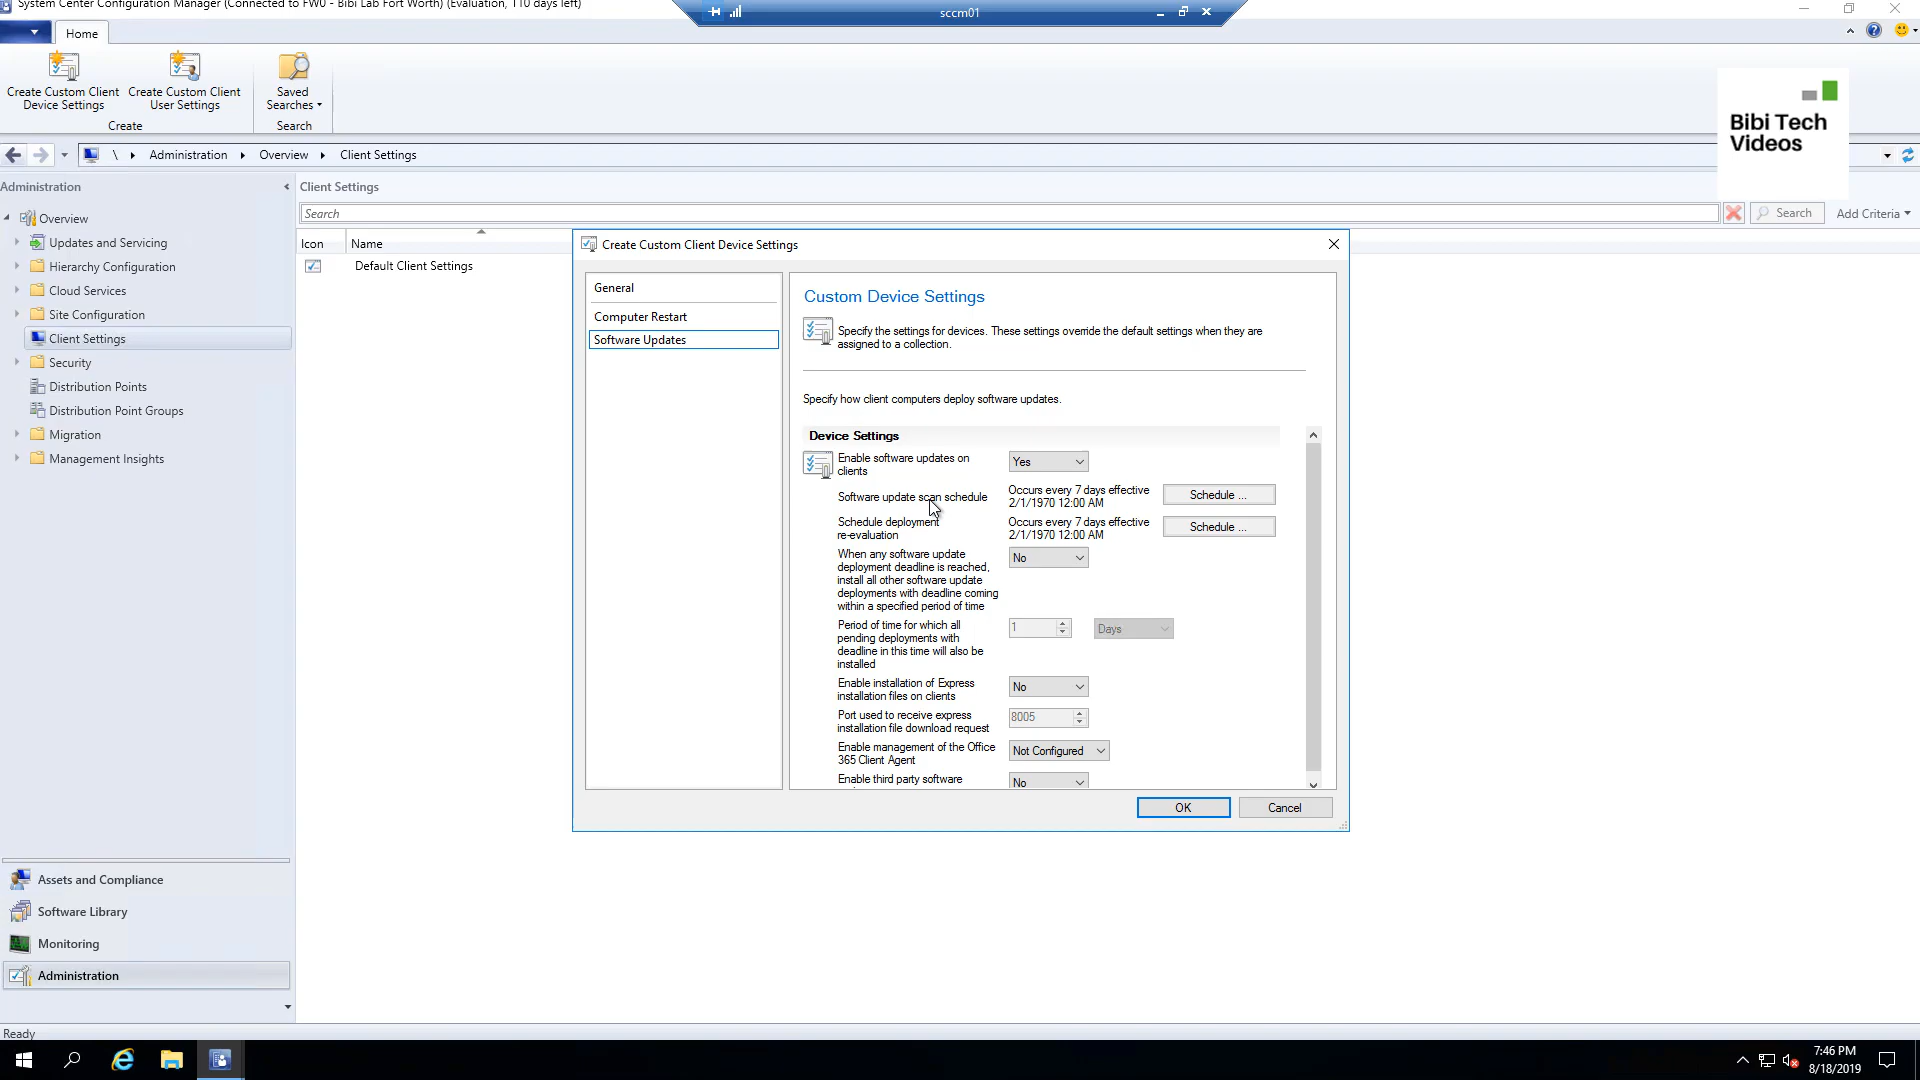 System Center Configuration Manager (Connected to FW0 - Bibi Lab Fort Worth) (Evaluation, 110 days left)
sccm01
Home
Create Custom Client
Device Settings
Create Custom Client
User Settings
Saved
Searches
Create
Search
Bibi Tech
Videos
\ Administration Overview Client Settings
Administration
Client Settings
Search
Search
Add Criteria
Overview
Updates and Servicing
Hierarchy Configuration
Cloud Services
Site Configuration
Client Settings
Security
Distribution Points
Distribution Point Groups
Migration
Management Insights
Icon
Name
Default Client Settings
Create Custom Client Device Settings
General
Computer Restart
Software Updates
Custom Device Settings
Specify the settings for devices. These settings override the default settings when they are
assigned to a collection.
Specify how client computers deploy software updates.
Device Settings
Enable software updates on
clients
Yes
Software update scan schedule
Occurs every 7 days effective
2/1/1970 12:00 AM
Schedule ...
Schedule deployment
re-evaluation
Occurs every 7 days effective
2/1/1970 12:00 AM
Schedule ...
When any software update
deployment deadline is reached,
install all other software update
deployments with deadline coming
within a specified period of time
No
Period of time for which all
pending deployments with
deadline in this time will also be
installed
1
Days
Enable installation of Express
installation files on clients
No
Port used to receive express
installation file download request
8005
Enable management of the Office
365 Client Agent
Not Configured
Enable third party software
No
OK
Cancel
Assets and Compliance
Software Library
Monitoring
Administration
Ready
7:46 PM
8/18/2019